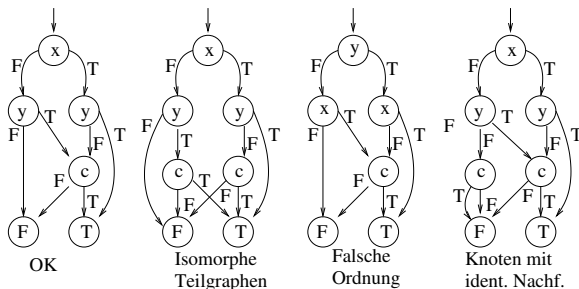 x
F T
y T y
F F T
c
F T
F T
OK
x
F T
y y
F T F T
c c
T
F F T
F T
Isomorphe
Teilgraphen
y
F T
x T x
F F T
c
F T
F T
Falsche
Ordnung
x
F T
y T y
F F F T
c c
T F F T
F T
Knoten mit
ident. Nachf.